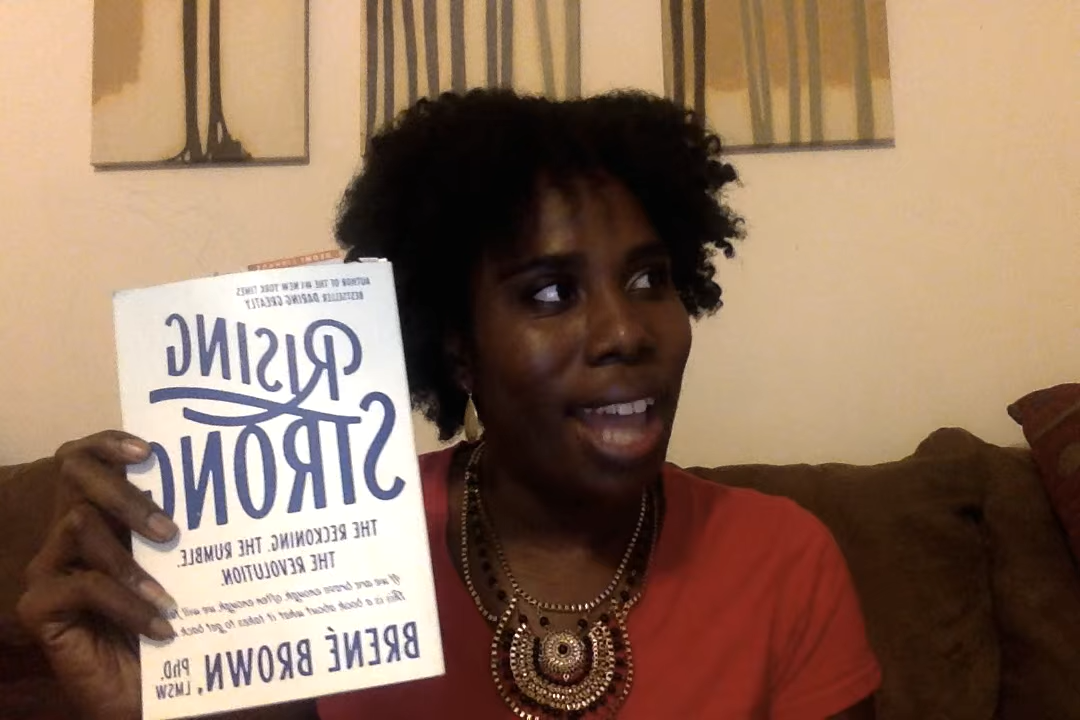 AUTHOR OF THE #1 NEW YORK TIMES
BESTSELLER DARING GREATLY
RISING
STRONG
THE RECKONING. THE RUMBLE.
THE REVOLUTION.
If we are brave enough often enough, we will
This is a book about what it takes to get back
BRENÉ BROWN, PhD, LMSW